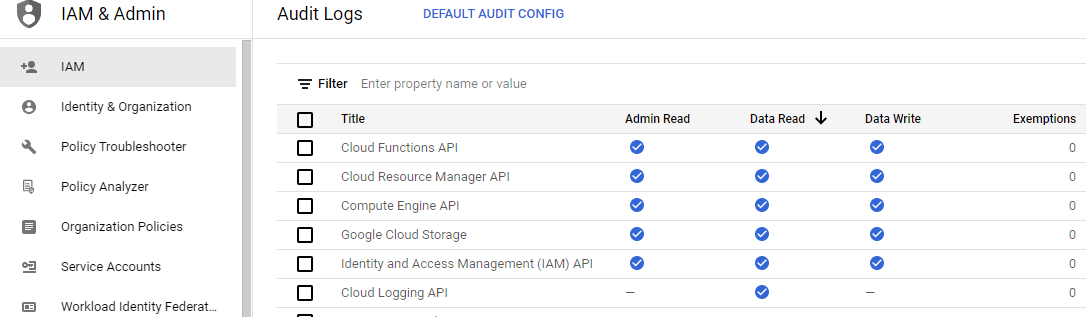 IAM & Admin
Audit Logs DEFAULT AUDIT CONFIG
IAM
Identity & Organization
Policy Troubleshooter
Policy Analyzer
Organization Policies
Service Accounts
Workload Identity Federat...
Filter Enter property name or value
Title Admin Read Data Read Data Write Exemptions
Cloud Functions API 0
Cloud Resource Manager API 0
Compute Engine API 0
Google Cloud Storage 0
Identity and Access Management (IAM) API 0
Cloud Logging API — — 0